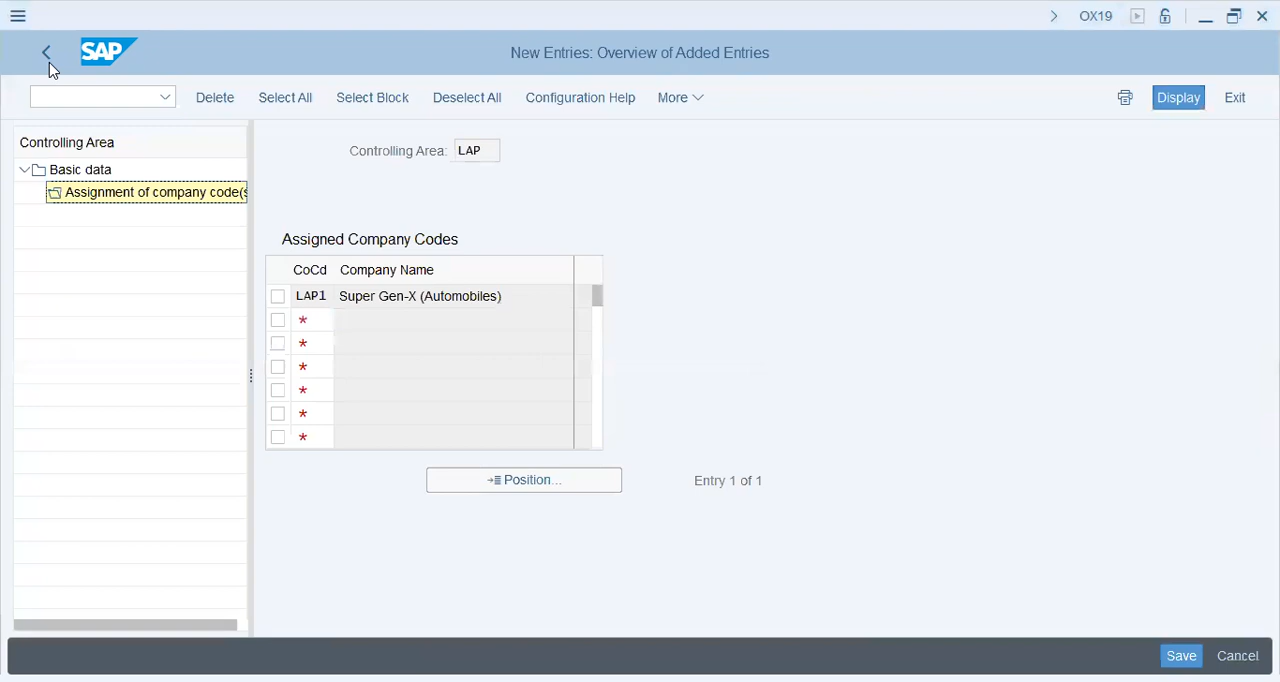 OX19
SAP New Entries: Overview of Added Entries
Delete Select All Select Block Deselect All Configuration Help More Display Exit
Controlling Area
Basic data
Assignment of company code(s
Controlling Area: LAP
Assigned Company Codes
CoCd Company Name
LAP1 Super Gen-X (Automobiles)
*
*
*
*
*
*
Position... Entry 1 of 1
Save Cancel